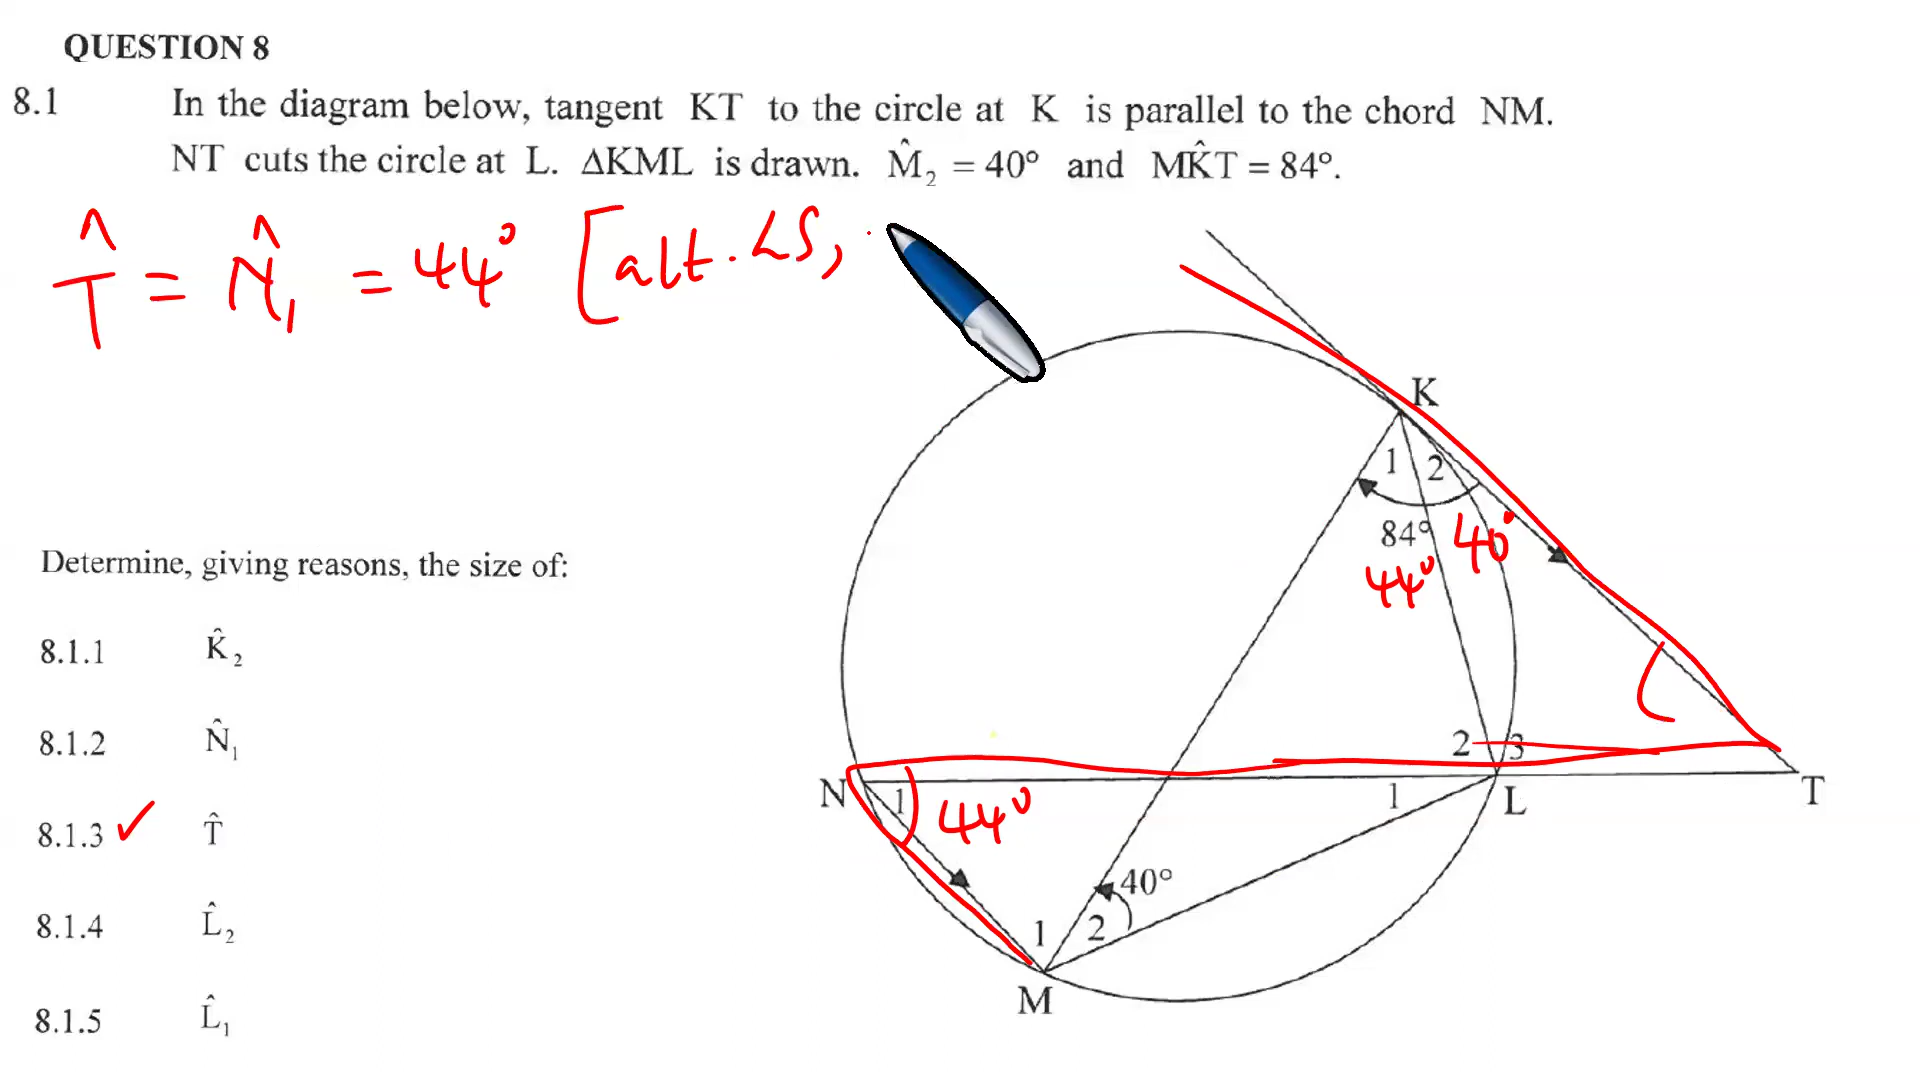 QUESTION 8
8.1 In the diagram below, tangent KT to the circle at K is parallel to the chord NM.
NT cuts the circle at L. ΔKML is drawn. M̂₂ = 40° and MK̂T = 84°.
T̂ = N̂₁ = 44° [alt. ∠S,
K
1 2
84° 40°
44°
Determine, giving reasons, the size of:
8.1.1 K̂₂
8.1.2 N̂₁
8.1.3 ✓ T̂
8.1.4 L̂₂
8.1.5 L̂₁
2 3
N 1 44° 1 L T
40°
1 2
M